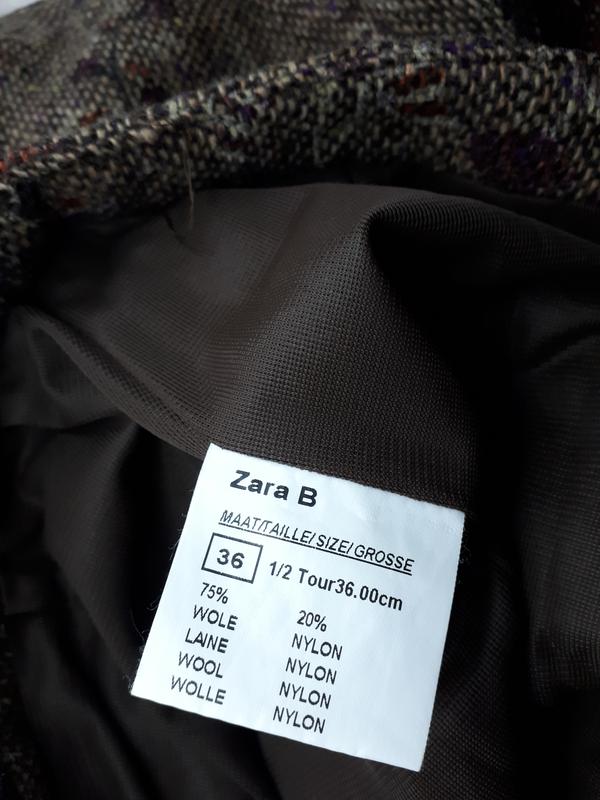 Zara B
MAAT/TAILLE/SIZE/GROSSE
36 1/2 Tour36.00cm
75% 20%
WOLE NYLON
LAINE NYLON
WOOL NYLON
WOLLE NYLON